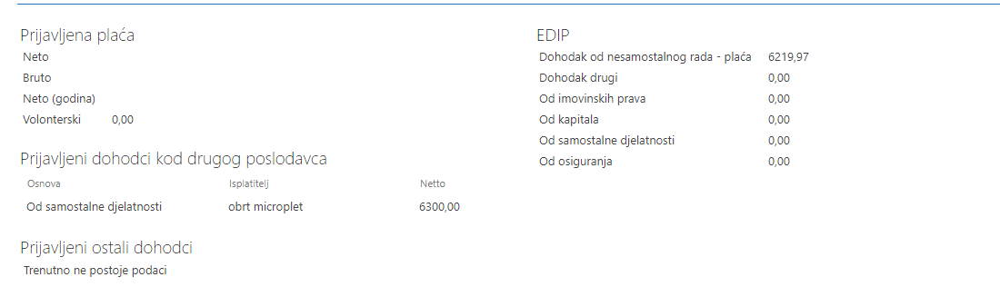 Prijavljena plaća
Neto
Bruto
Neto (godina)
Volonterski 0,00
Prijavljeni dohodci kod drugog poslodavca
Osnova Isplatitelj Netto
Od samostalne djelatnosti obrt microplet 6300,00
Prijavljeni ostali dohodci
Trenutno ne postoje podaci
EDIP
Dohodak od nesamostalnog rada - plaća 6219,97
Dohodak drugi 0,00
Od imovinskih prava 0,00
Od kapitala 0,00
Od samostalne djelatnosti 0,00
Od osiguranja 0,00